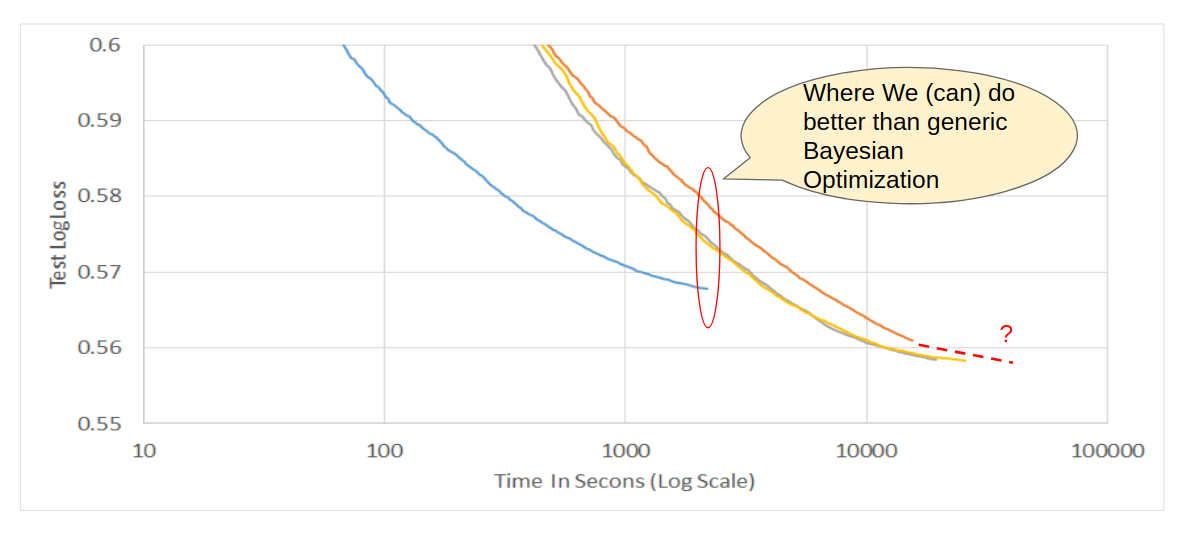 0.6
0.59
0.58
0.57
0.56
0.55
Test LogLoss
Where We (can) do
better than generic
Bayesian
Optimization
?
10 100 1000 10000 100000
Time In Secons (Log Scale)